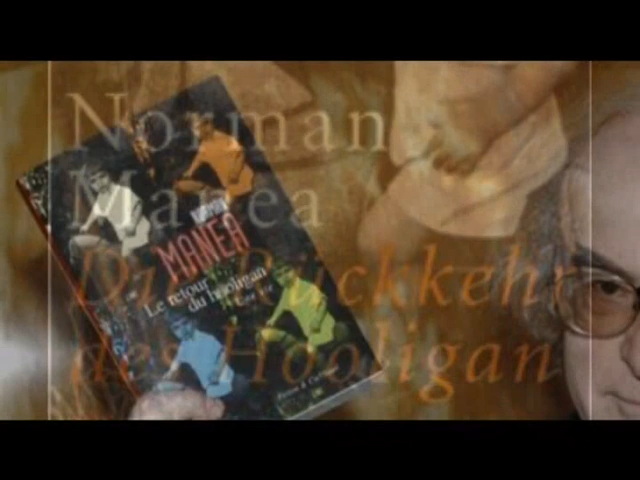 Norman
Manea
Die Rückkehr
des Hooligan
MANEA
Le retour
du hooligan